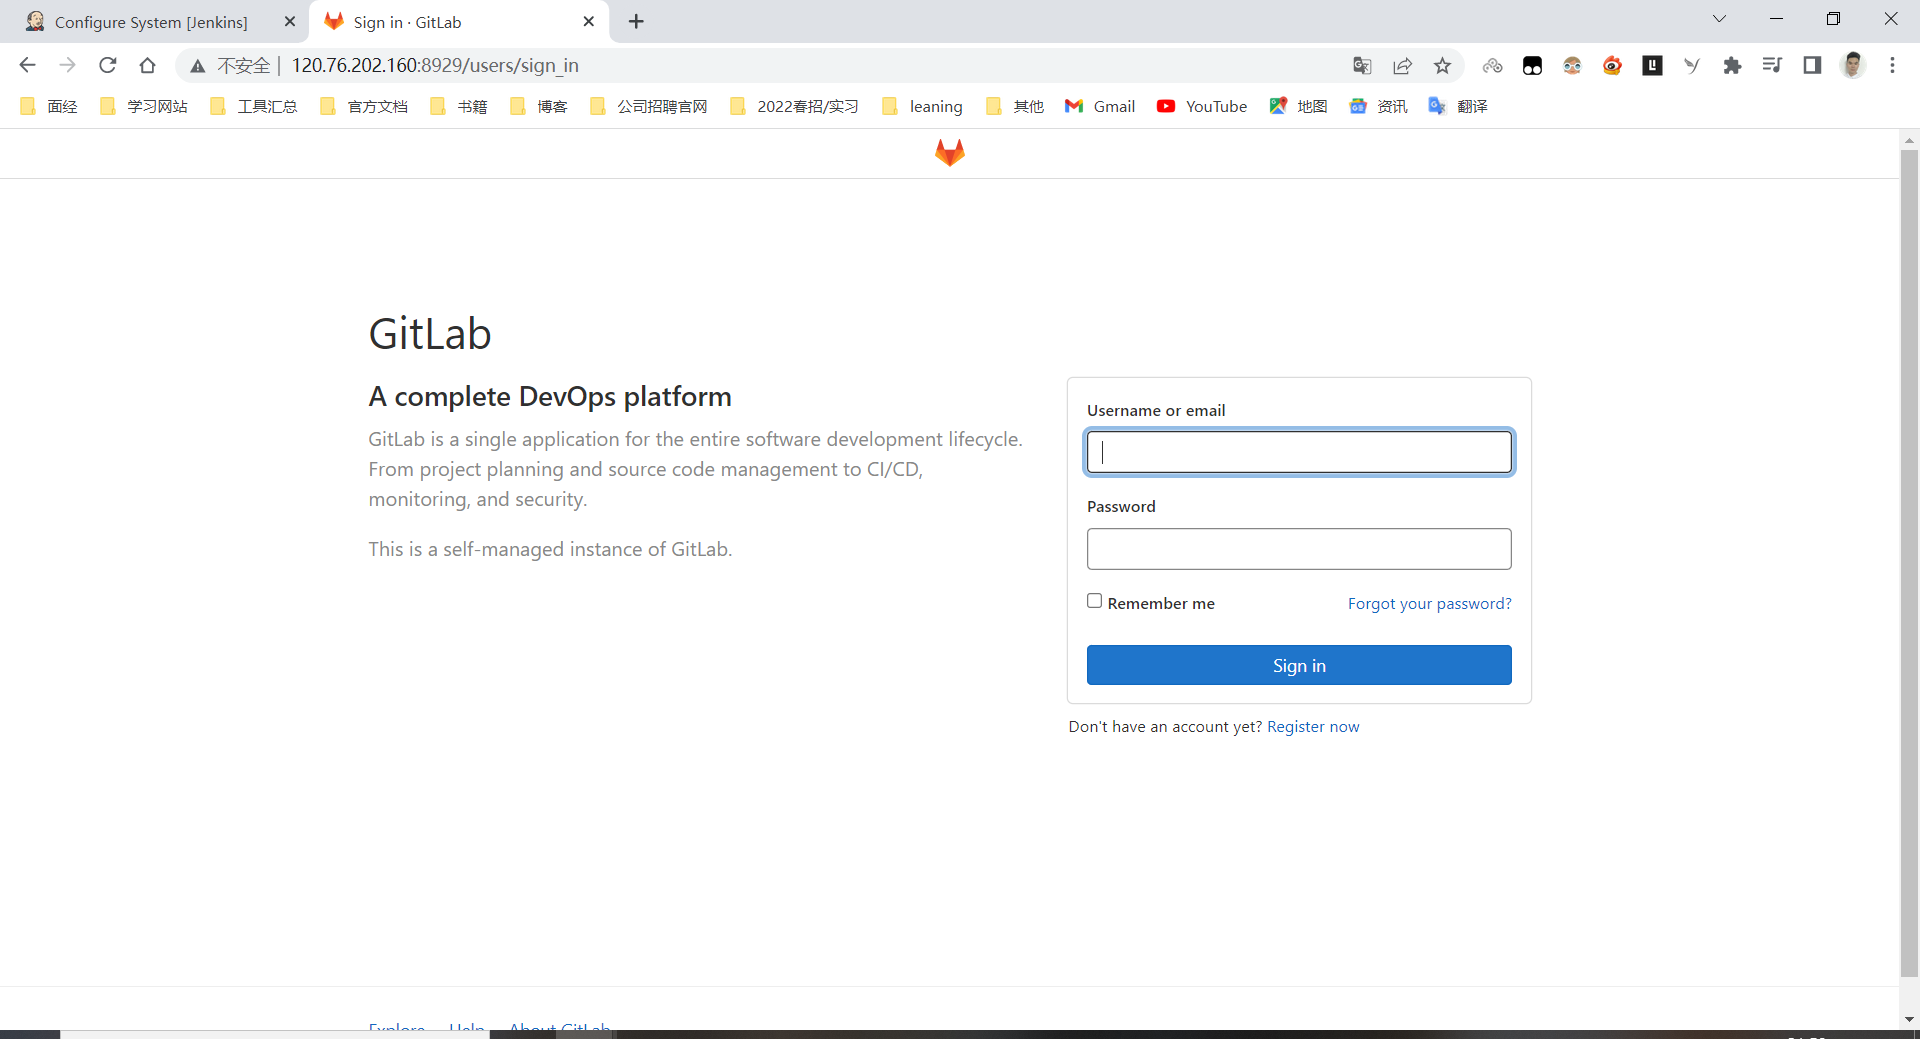 Configure System [Jenkins]
Sign in · GitLab
不安全 | 120.76.202.160:8929/users/sign_in
面经 学习网站 工具汇总 官方文档 书籍 博客 公司招聘官网 2022春招/实习 leaning 其他 Gmail YouTube 地图 资讯 翻译
GitLab
A complete DevOps platform
GitLab is a single application for the entire software development lifecycle.
From project planning and source code management to CI/CD,
monitoring, and security.
This is a self-managed instance of GitLab.
Username or email
Password
Remember me Forgot your password?
Sign in
Don't have an account yet? Register now
Explore Help About GitLab